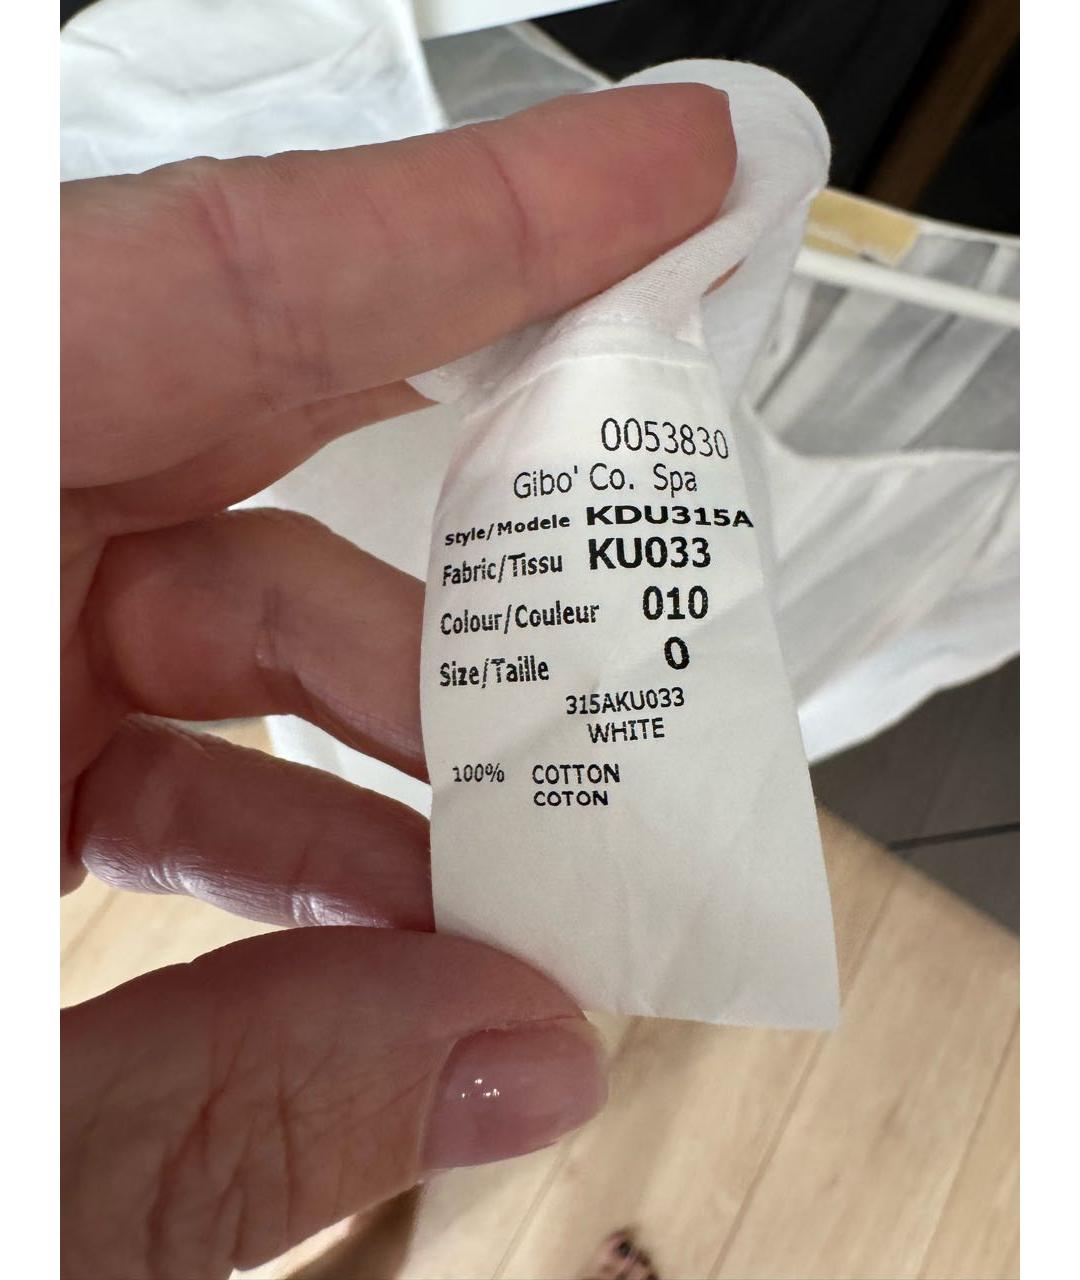 0053830
Gibo' Co. Spa
Style/Modele KDU315A
Fabric/Tissu KU033
Colour/Couleur 010
Size/Taille 0
315AKU033
WHITE
100% COTTON
COTON